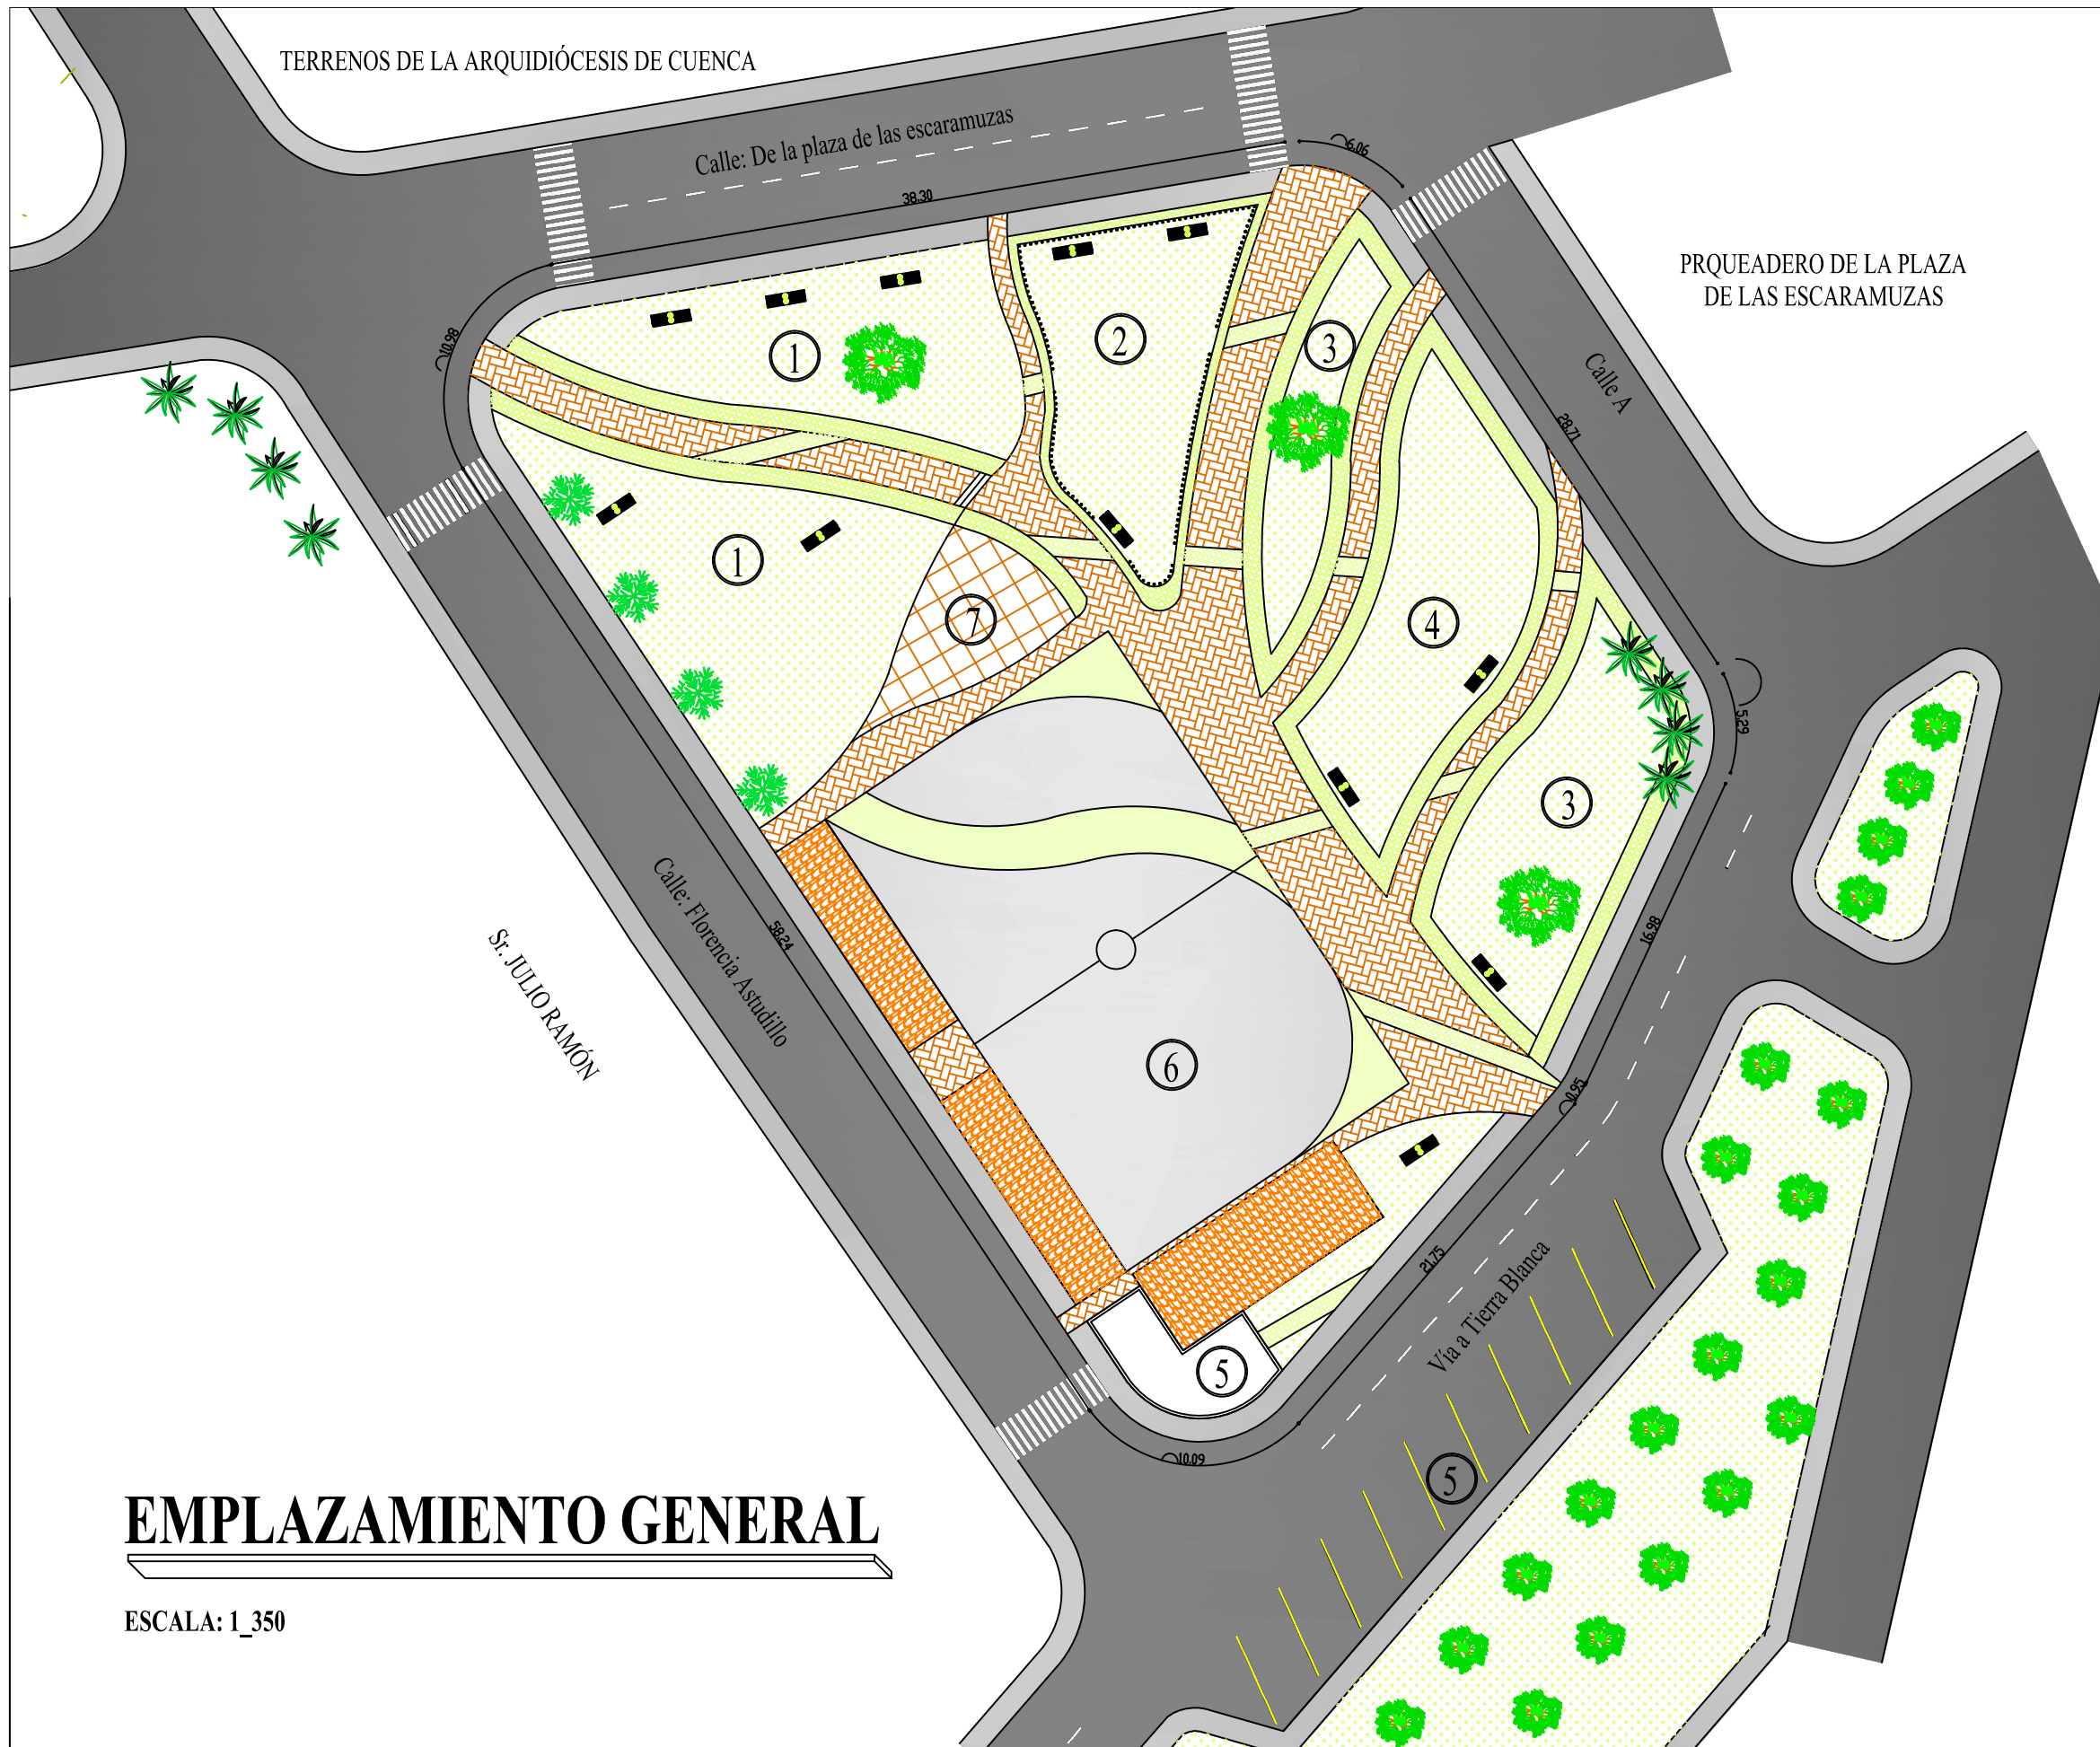 TERRENOS DE LA ARQUIDIÓCESIS DE CUENCA
Calle: De la plaza de las escaramuzas
38.30
6.06
10.98
PRQUEADERO DE LA PLAZA
DE LAS ESCARAMUZAS
Calle A
28.71
1
2
3
1
7
4
3
5.29
16.98
Calle: Florencia Astudillo
58.24
Sr. JULIO RAMÓN
6
0.95
21.75
Vía a Tierra Blanca
5
10.09
5
EMPLAZAMIENTO GENERAL
ESCALA: 1_350